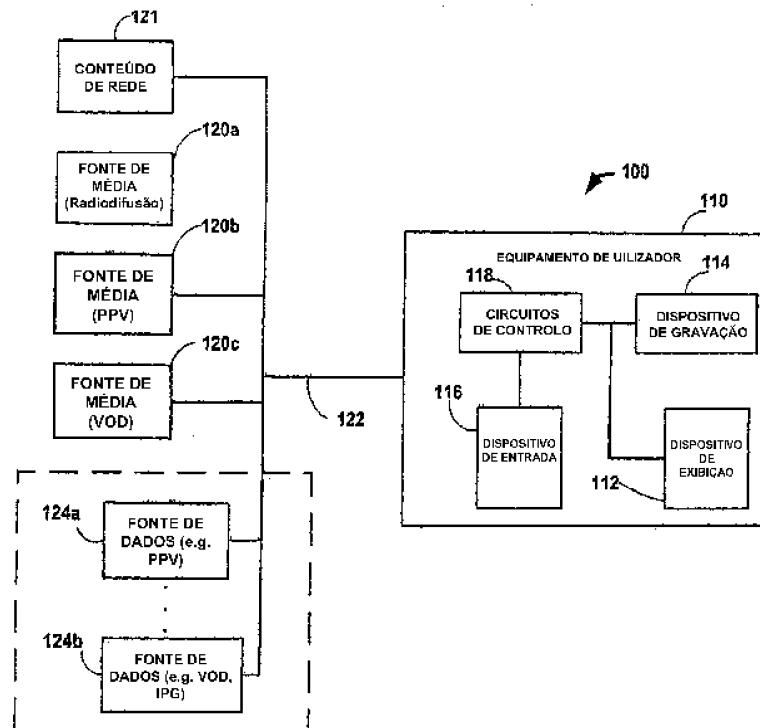 121
CONTEÚDO
DE REDE
120a
FONTE DE
MÉDIA
(Radiodifusão)
120b
FONTE DE
MÉDIA
(PPV)
120c
FONTE DE
MÉDIA
(VOD)
124a
FONTE DE
DADOS (e.g.
PPV)
124b
FONTE DE
DADOS (e.g. VOD,
IPG)
122
100
110
EQUIPAMENTO DE UILIZADOR
118
CIRCUITOS
DE CONTROLO
114
DISPOSITIVO
DE GRAVAÇÃO
116
DISPOSITIVO
DE ENTRADA
DISPOSITIVO
DE
EXIBIÇAO
112